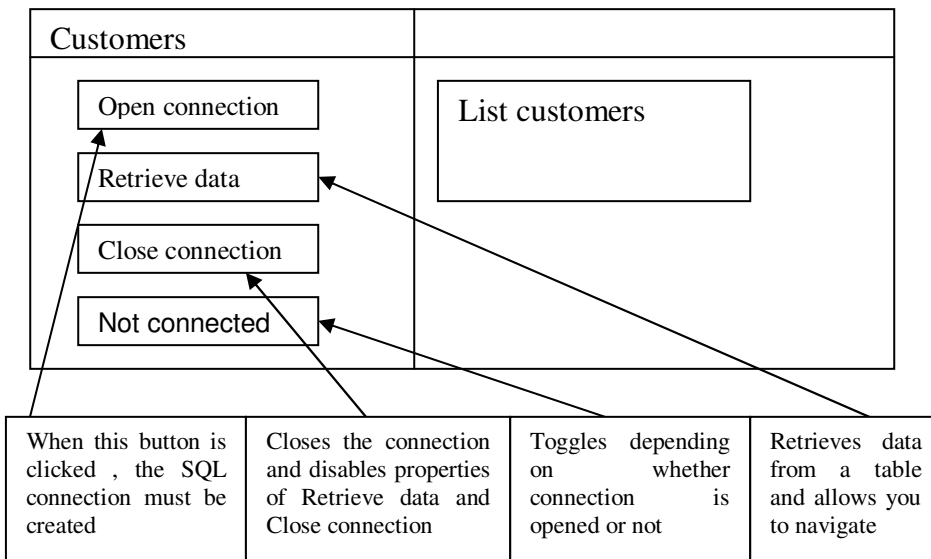 Customers
Open connection
List customers
Retrieve data
Close connection
Not connected
When this button is
clicked , the SQL
connection must be
created
Closes the connection
and disables properties
of Retrieve data and
Close connection
Toggles depending
on whether
connection is
opened or not
Retrieves data
from a table
and allows you
to navigate